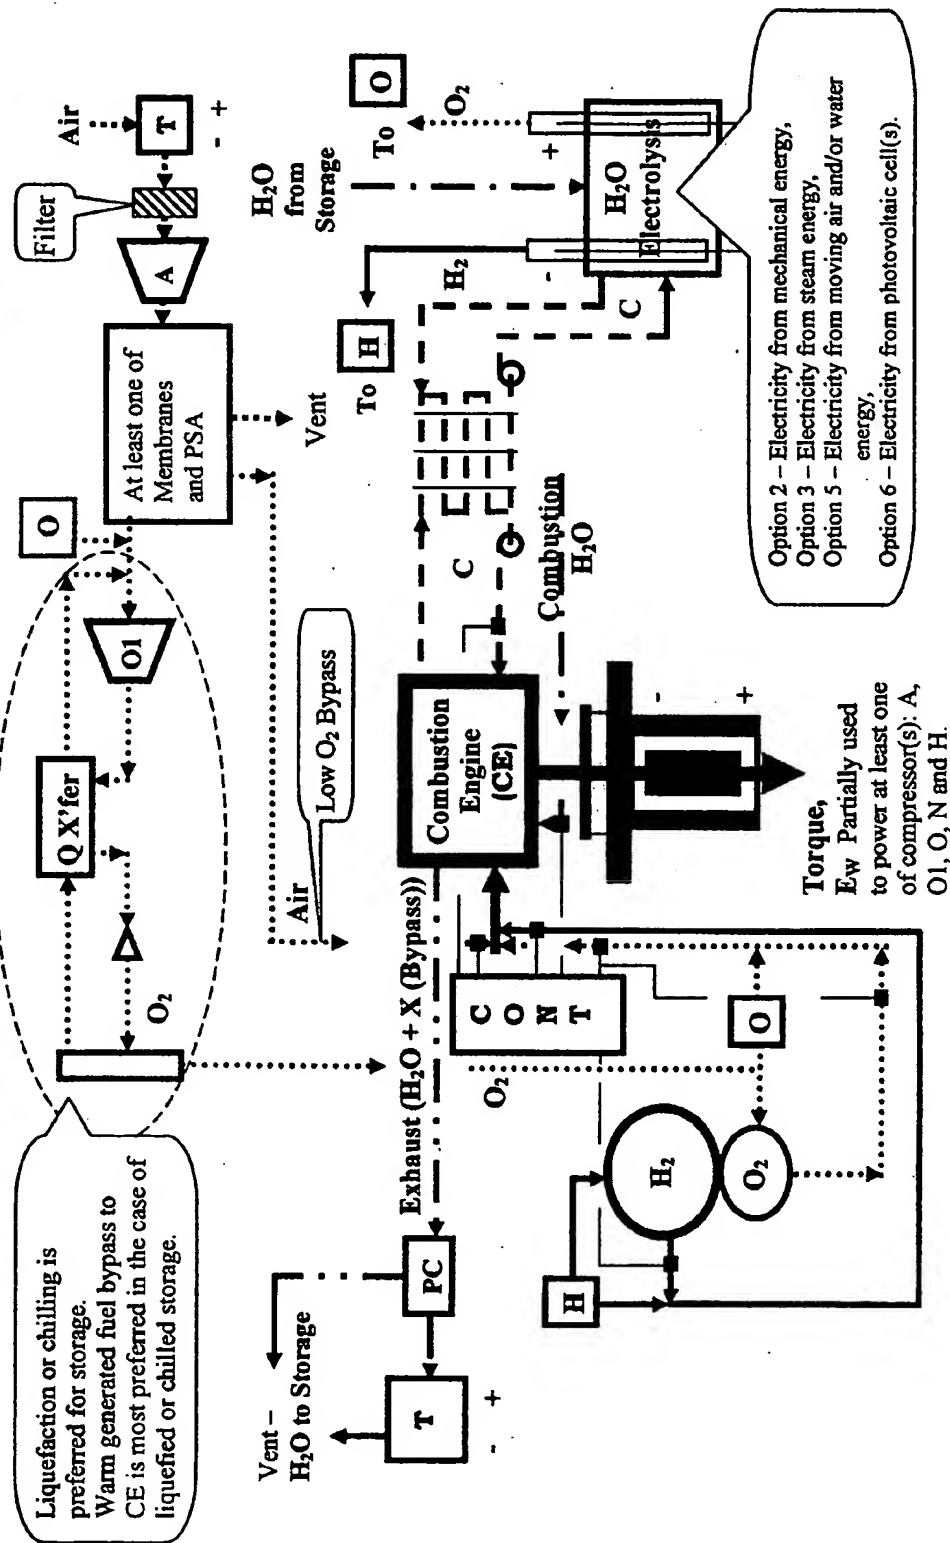 Liquefaction or chilling is
preferred for storage.
Warm generated fuel bypass to
CE is most preferred in the case of
liquefied or chilled storage.
O2
Q X'fer
O1
O
At least one of
Membranes
and PSA
A
Filter
T
- +
Air
Vent
Air
Low O2 Bypass
Vent –
H2O to Storage
T
- +
PC
Exhaust (H2O + X (Bypass))
O2
C
O
N
T
Combustion
Engine
(CE)
C
Combustion
H2O
To
H
H2
H2O
from
Storage
To
O
O2
C
-
+
H2O
Electrolysis
H
H2
O2
O
-
+
Torque,
EW Partially used
to power at least one
of compressor(s): A,
O1, O, N and H.
Option 2 – Electricity from mechanical energy,
Option 3 – Electricity from steam energy,
Option 5 – Electricity from moving air and/or water
energy,
Option 6 – Electricity from photovoltaic cell(s).